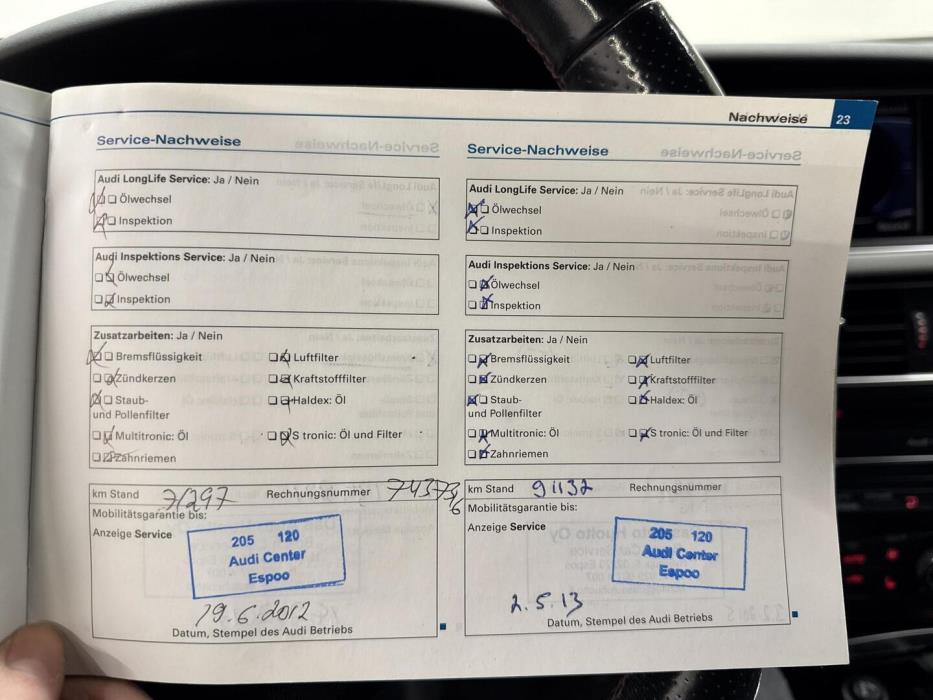 Nachweise 23
Service-Nachweise
Audi LongLife Service: Ja / Nein
Ölwechsel
Inspektion
Audi Inspektions Service: Ja / Nein
Ölwechsel
Inspektion
Zusatzarbeiten: Ja / Nein
Bremsflüssigkeit
Luftfilter
Zündkerzen
Kraftstofffilter
Staub-
und Pollenfilter
Haldex: Öl
Multitronic: Öl
S tronic: Öl und Filter
Zahnriemen
km Stand 71297 Rechnungsnummer
Mobilitätsgarantie bis:
Anzeige Service
205 120
Audi Center
Espoo
19.6.2012
Datum, Stempel des Audi Betriebs
Service-Nachweise
Audi LongLife Service: Ja / Nein
Ölwechsel
Inspektion
Audi Inspektions Service: Ja / Nein
Ölwechsel
Inspektion
Zusatzarbeiten: Ja / Nein
Bremsflüssigkeit
Luftfilter
Zündkerzen
Kraftstofffilter
Staub-
und Pollenfilter
Haldex: Öl
Multitronic: Öl
S tronic: Öl und Filter
Zahnriemen
km Stand 91132 Rechnungsnummer
Mobilitätsgarantie bis:
Anzeige Service
205 120
Audi Center
Espoo
2.5.13
Datum, Stempel des Audi Betriebs